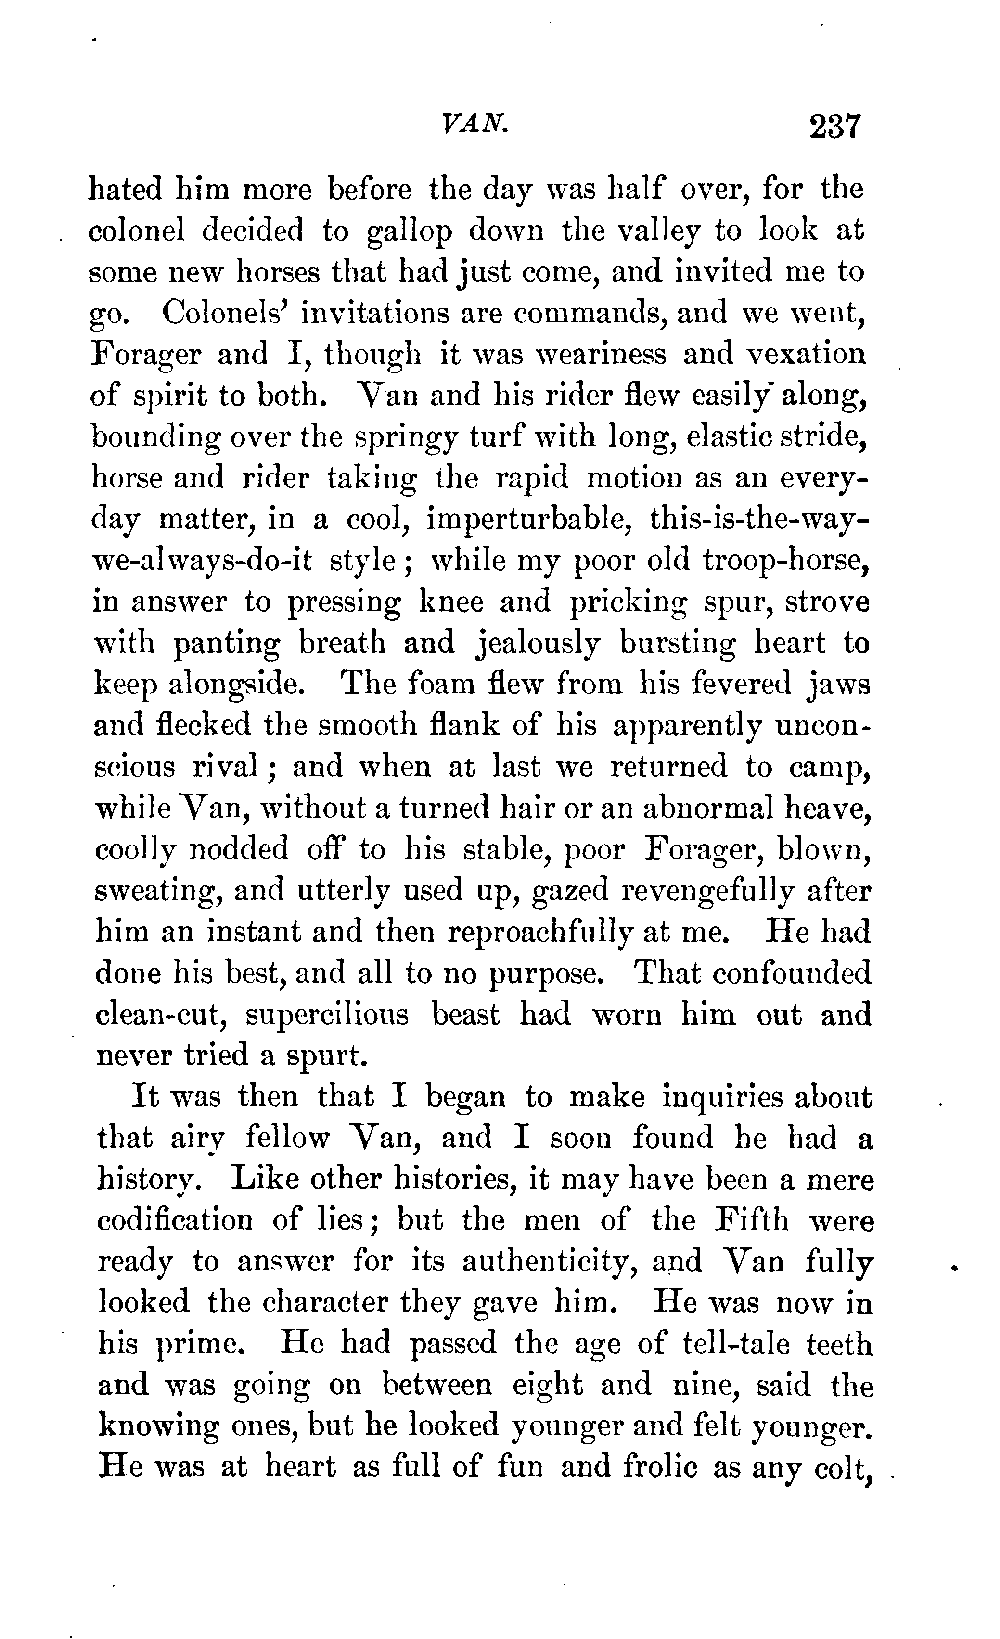 VAN. 237
hated him more before the day was half over, for the
colonel decided to gallop down the valley to look at
some new horses that had just come, and invited me to
go. Colonels' invitations are commands, and we went,
Forager and I, though it was weariness and vexation
of spirit to both. Van and his rider flew easily along,
bounding over the springy turf with long, elastic stride,
horse and rider taking the rapid motion as an every-
day matter, in a cool, imperturbable, this-is-the-way-
we-always-do-it style; while my poor old troop-horse,
in answer to pressing knee and pricking spur, strove
with panting breath and jealously bursting heart to
keep alongside. The foam flew from his fevered jaws
and flecked the smooth flank of his apparently uncon-
scious rival; and when at last we returned to camp,
while Van, without a turned hair or an abnormal heave,
coolly nodded off to his stable, poor Forager, blown,
sweating, and utterly used up, gazed revengefully after
him an instant and then reproachfully at me. He had
done his best, and all to no purpose. That confounded
clean-cut, supercilious beast had worn him out and
never tried a spurt.
It was then that I began to make inquiries about
that airy fellow Van, and I soon found he had a
history. Like other histories, it may have been a mere
codification of lies; but the men of the Fifth were
ready to answer for its authenticity, and Van fully
looked the character they gave him. He was now in
his prime. He had passed the age of tell-tale teeth
and was going on between eight and nine, said the
knowing ones, but he looked younger and felt younger.
He was at heart as full of fun and frolic as any colt,